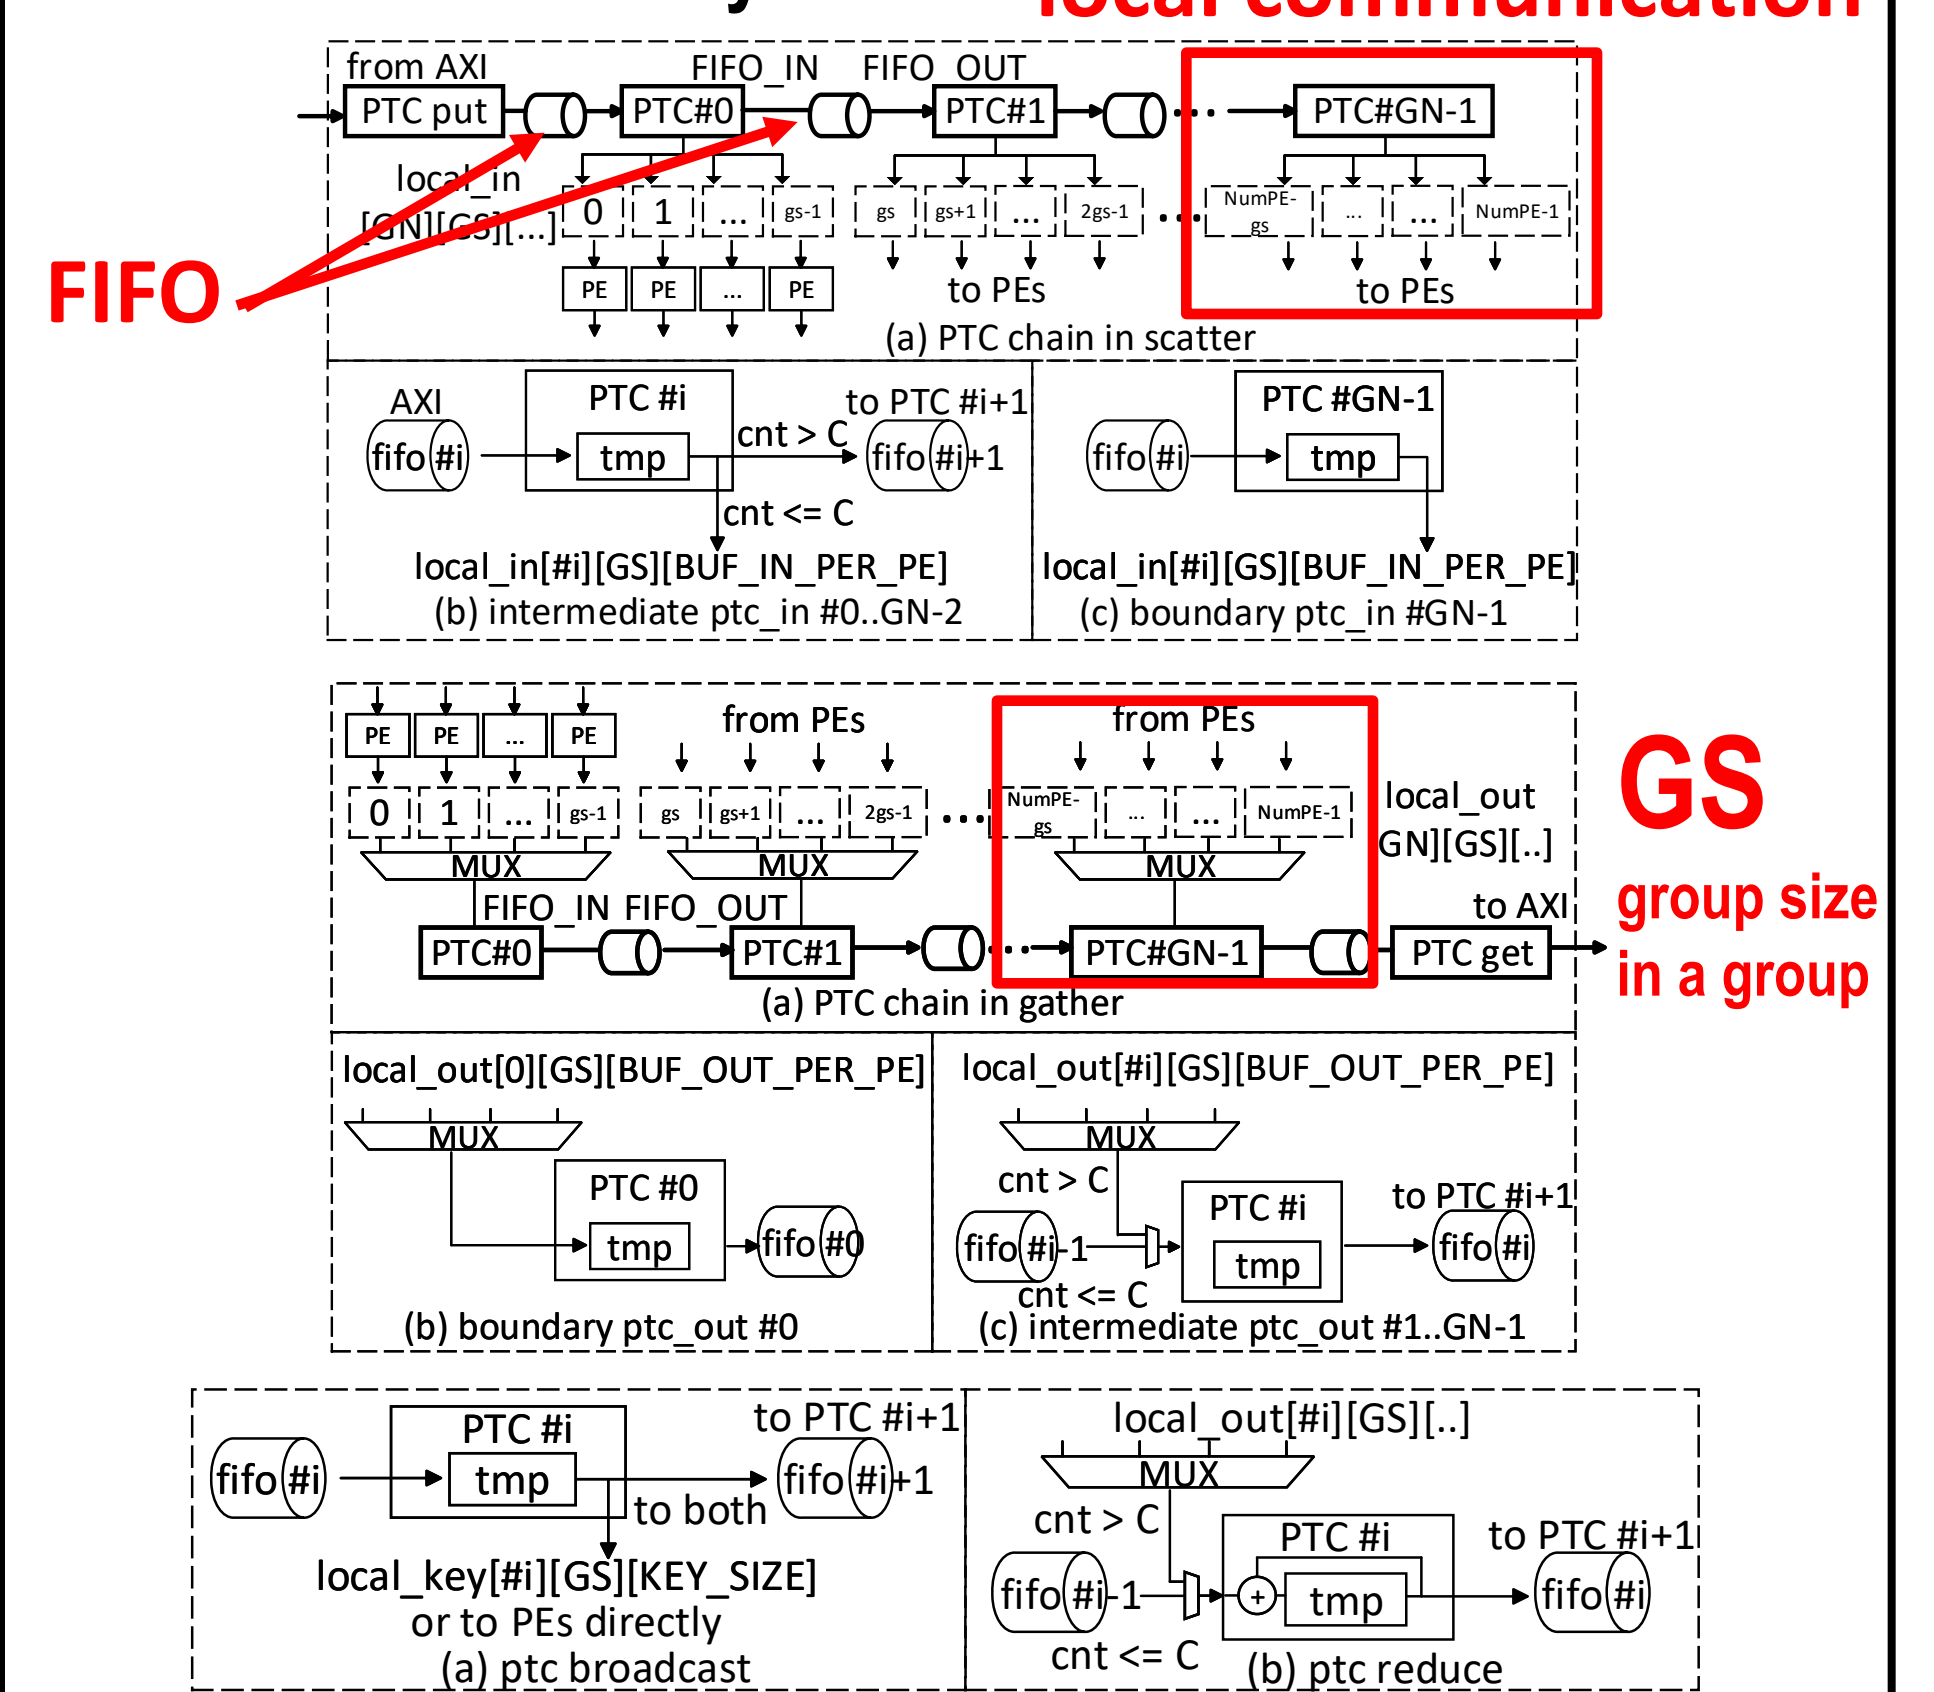 local communication
from AXI
FIFO_IN
FIFO_OUT
PTC put
PTC#0
PTC#1
...
PTC#GN-1
local_in
[GN][GS][...]
0
1
...
gs-1
gs
gs+1
...
2gs-1
...
NumPE-
gs
...
...
NumPE-1
FIFO
PE
PE
...
PE
to PEs
to PEs
(a) PTC chain in scatter
AXI
PTC #i
to PTC #i+1
fifo #i
tmp
cnt > C
fifo #i+1
cnt <= C
local_in[#i][GS][BUF_IN_PER_PE]
(b) intermediate ptc_in #0..GN-2
PTC #GN-1
fifo #i
tmp
local_in[#i][GS][BUF_IN_PER_PE]
(c) boundary ptc_in #GN-1
PE
PE
...
PE
from PEs
from PEs
0
1
...
gs-1
gs
gs+1
...
2gs-1
...
NumPE-
gs
...
...
NumPE-1
local_out
GN][GS][..]
MUX
MUX
MUX
FIFO_IN
FIFO_OUT
to AXI
PTC#0
PTC#1
...
PTC#GN-1
PTC get
(a) PTC chain in gather
GS
group size
in a group
local_out[0][GS][BUF_OUT_PER_PE]
MUX
PTC #0
tmp
fifo #0
(b) boundary ptc_out #0
local_out[#i][GS][BUF_OUT_PER_PE]
MUX
cnt > C
PTC #i
to PTC #i+1
fifo #i-1
tmp
fifo #i
cnt <= C
(c) intermediate ptc_out #1..GN-1
PTC #i
to PTC #i+1
fifo #i
tmp
fifo #i+1
to both
local_key[#i][GS][KEY_SIZE]
or to PEs directly
(a) ptc broadcast
local_out[#i][GS][..]
MUX
cnt > C
PTC #i
to PTC #i+1
fifo #i-1
+
tmp
fifo #i
cnt <= C
(b) ptc reduce